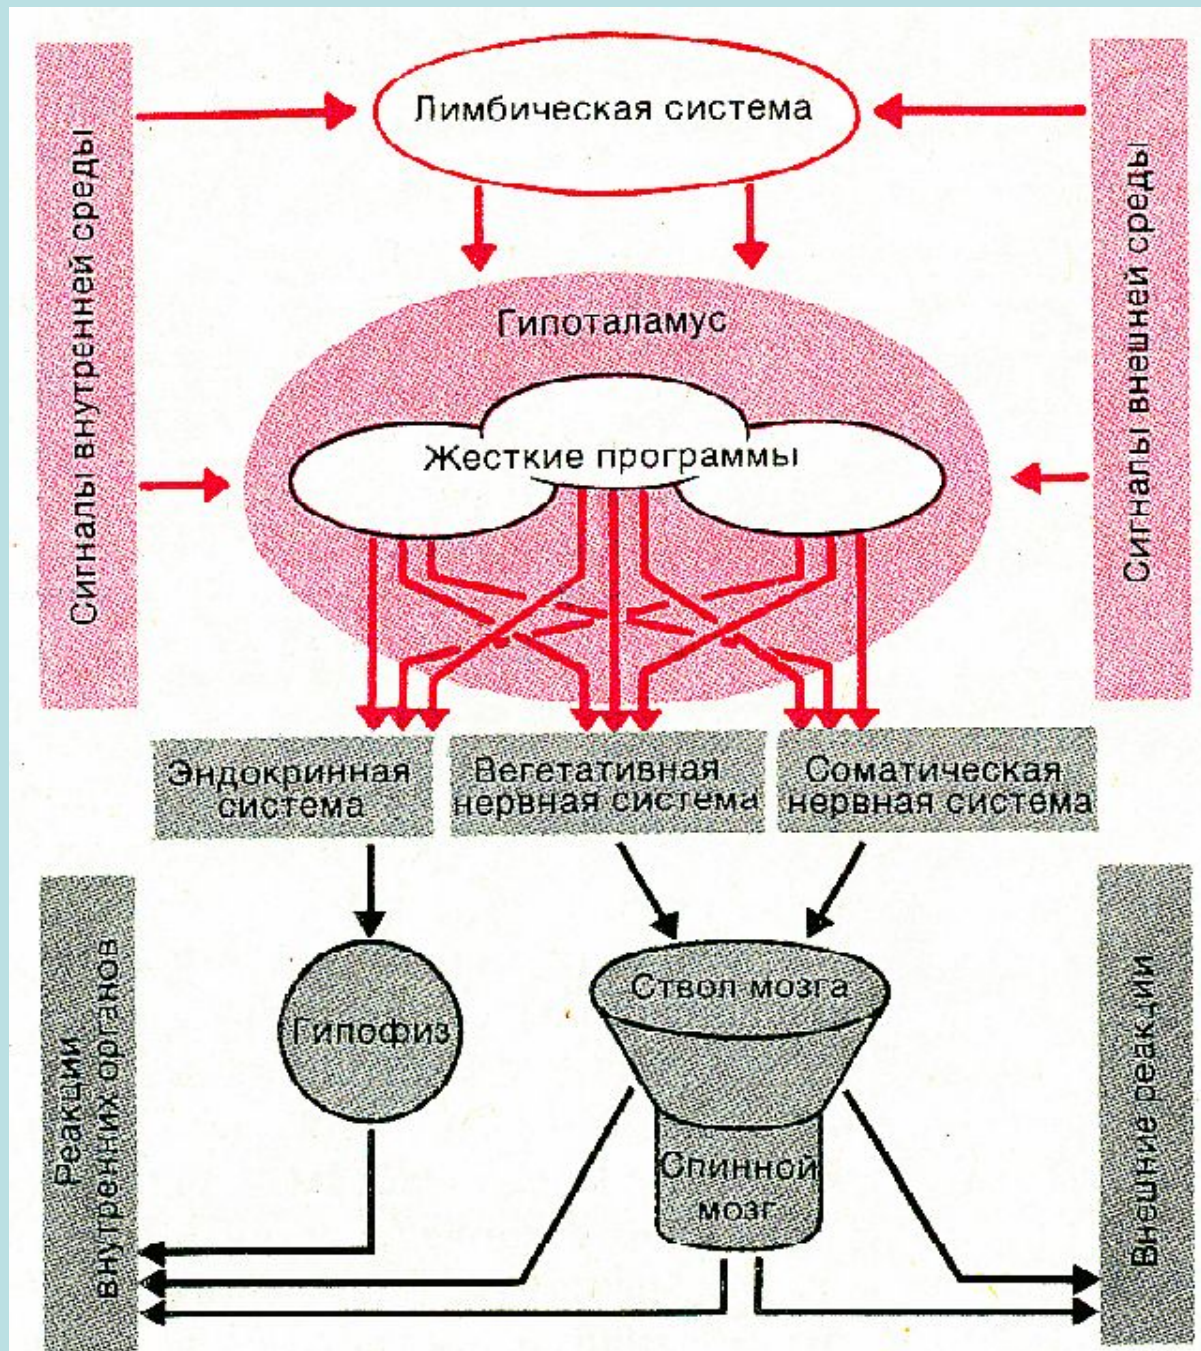 Лимбическая система
Сигналы внутренней среды
Сигналы внешней среды
Гипоталамус
Жесткие программы
Эндокринная
система
Вегетативная
нервная система
Соматическая
нервная система
Реакции
внутренних органов
Гипофиз
Ствол мозга
Спинной
мозг
Внешние реакции